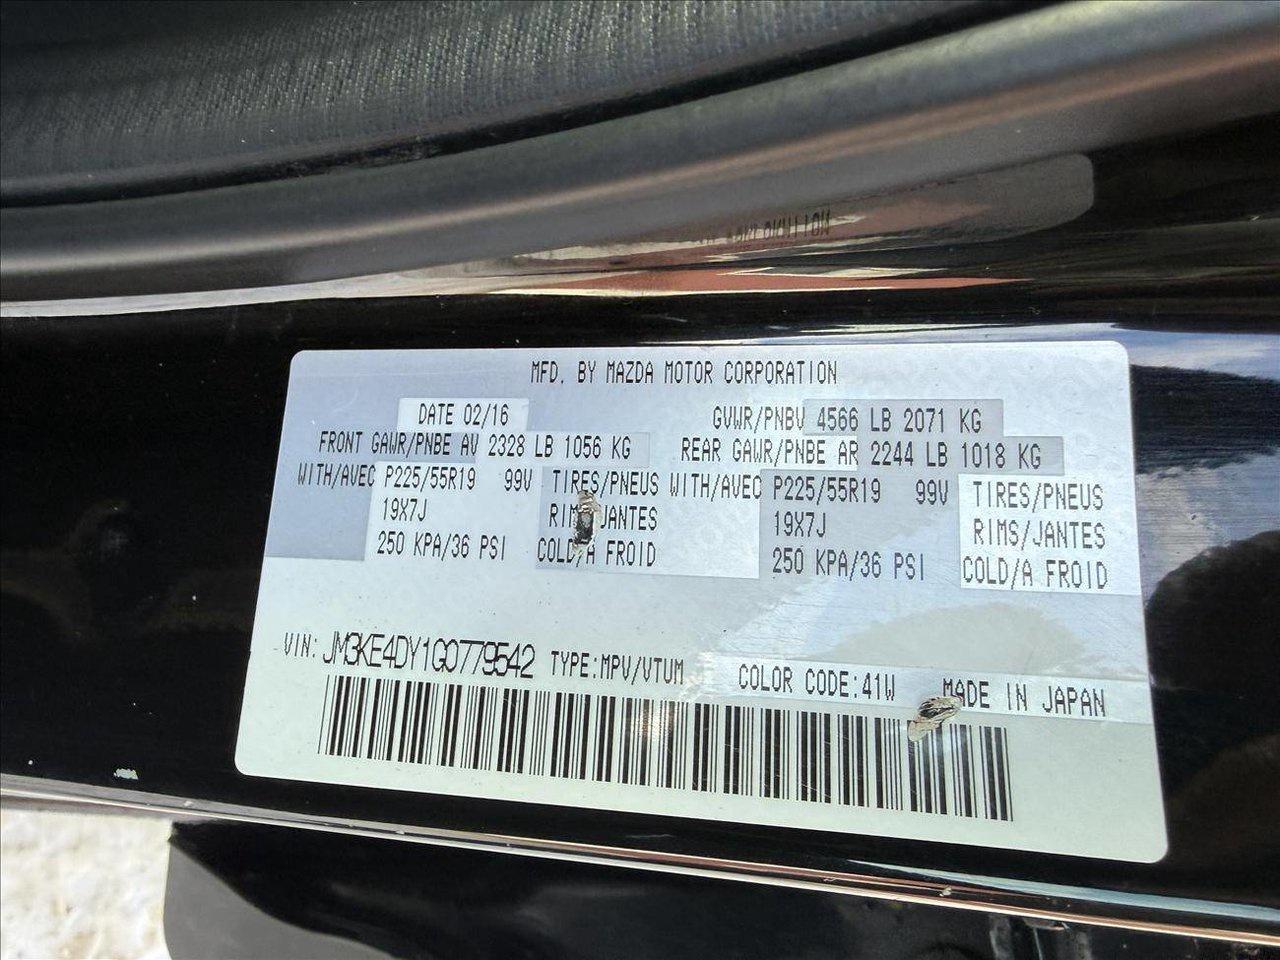 MFD. BY MAZDA MOTOR CORPORATION
DATE 02/16 GVWR/PNBV 4566 LB 2071 KG
FRONT GAWR/PNBE AV 2328 LB 1056 KG REAR GAWR/PNBE AR 2244 LB 1018 KG
WITH/AVEC P225/55R19 99V TIRES/PNEUS WITH/AVEC P225/55R19 99V TIRES/PNEUS
19X7J RIMS/JANTES 19X7J RIMS/JANTES
250 KPA/36 PSI COLD/A FROID 250 KPA/36 PSI COLD/A FROID
VIN: JM3KE4DY1G0779542 TYPE:MPV/VTUM COLOR CODE:41W MADE IN JAPAN